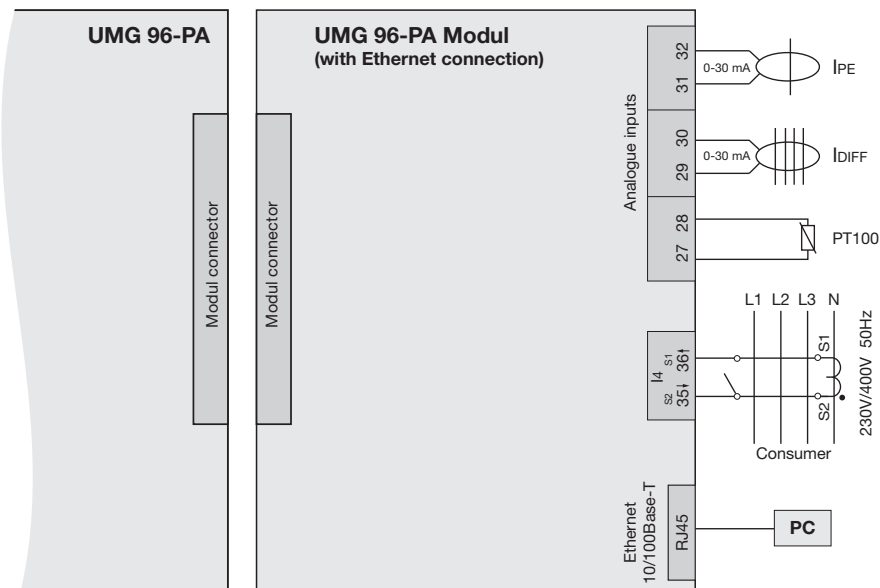 UMG 96-PA
UMG 96-PA Modul
(with Ethernet connection)
Modul connector
Modul connector
Analogue inputs
32
31
0-30 mA
IPE
30
29
0-30 mA
IDIFF
28
27
PT100
L1 L2 L3 N
I4
S1
36
S2
35
S1
S2
230V/400V 50Hz
Consumer
Ethernet
10/100Base-T
RJ45
PC